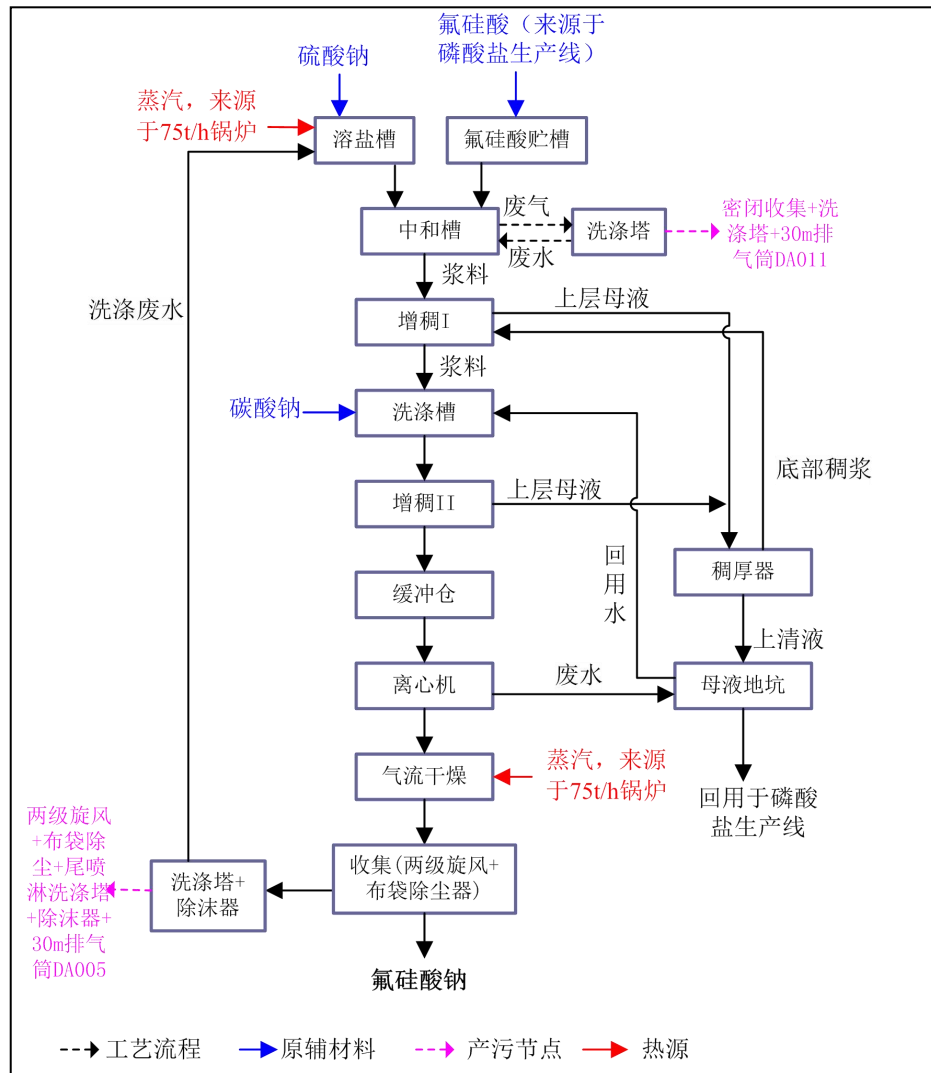 氟硅酸（来源于
磷酸盐生产线）
硫酸钠
蒸汽，来源
于75t/h锅炉
溶盐槽
氟硅酸贮槽
废气
中和槽
洗涤塔
废水
密闭收集+洗
涤塔+30m排
气筒DA011
浆料
洗涤废水
上层母液
增稠I
浆料
碳酸钠
洗涤槽
底部稠浆
增稠II
上层母液
回
用
水
缓冲仓
稠厚器
上清液
离心机
废水
母液地坑
气流干燥
蒸汽，来源
于75t/h锅炉
回用于磷酸
盐生产线
两级旋风
+布袋除
尘+尾喷
淋洗涤塔
+除沫器+
30m排气
筒DA005
洗涤塔+
除沫器
收集(两级旋风+
布袋除尘器)
氟硅酸钠
工艺流程
原辅材料
产污节点
热源